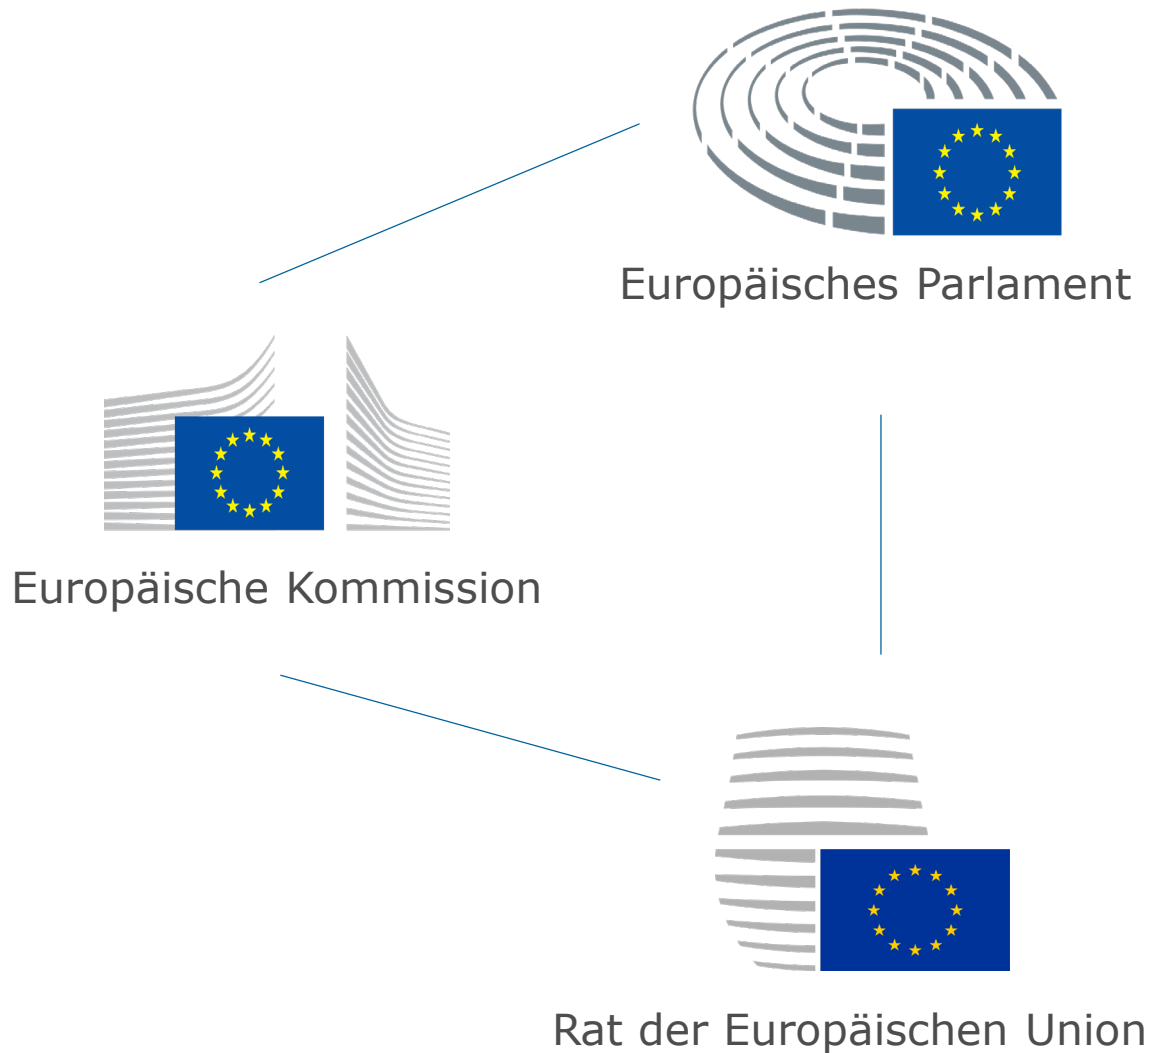 Europäisches Parlament
Europäische Kommission
Rat der Europäischen Union